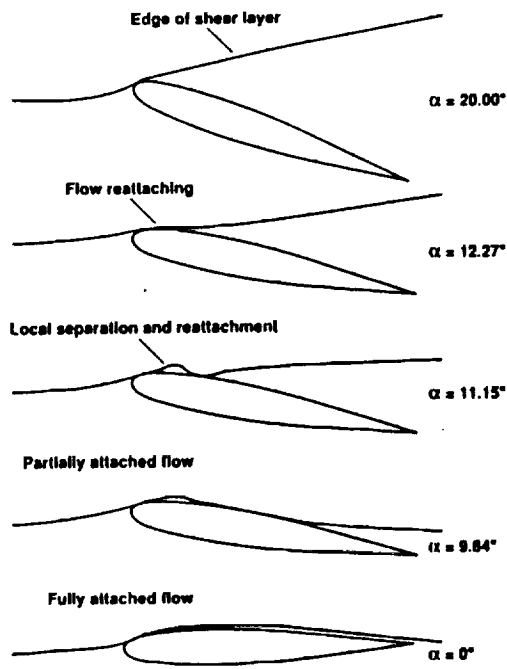 Edge of shear layer
α = 20.00°
Flow reattaching
α = 12.27°
Local separation and reattachment
α = 11.15°
Partially attached flow
α = 9.64°
Fully attached flow
α = 0°